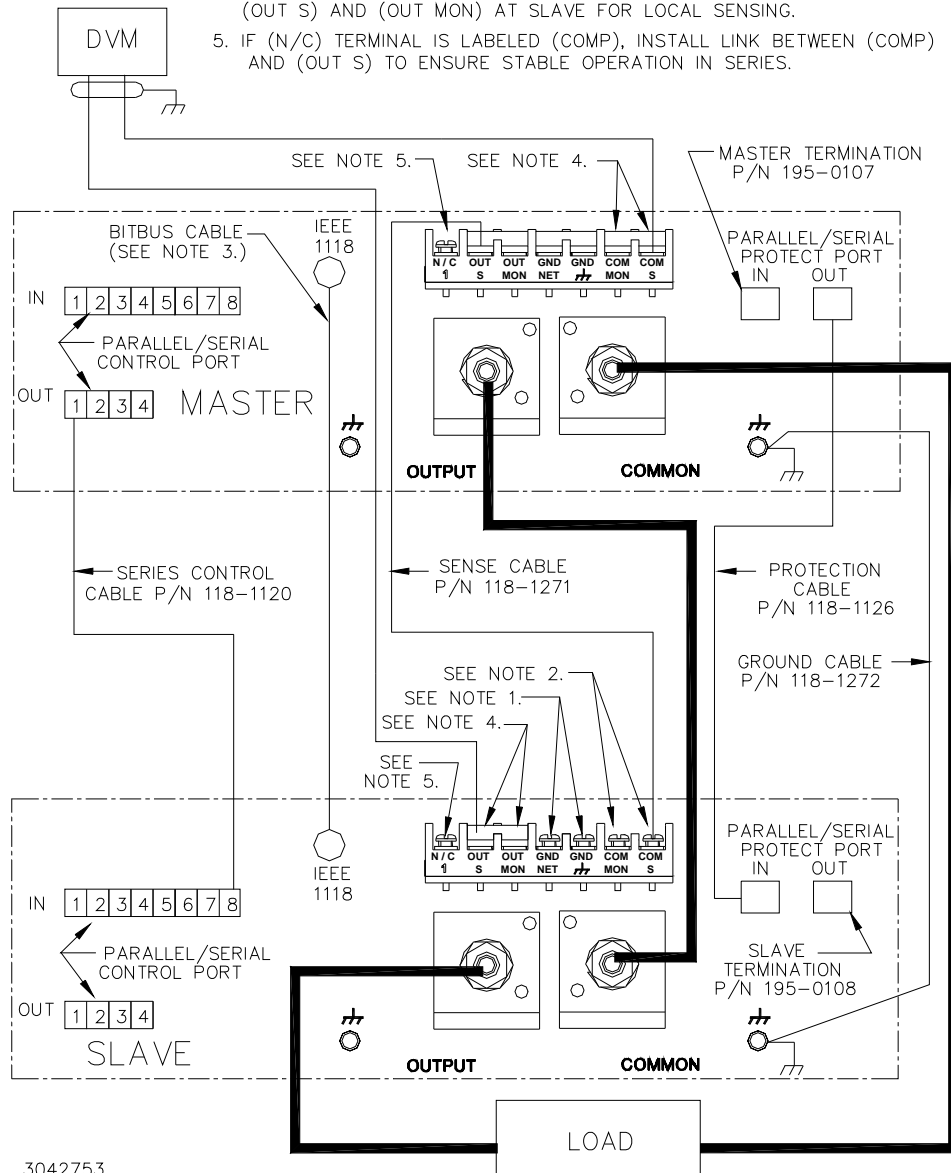 (OUT S) AND (OUT MON) AT SLAVE FOR LOCAL SENSING.
5. IF (N/C) TERMINAL IS LABELED (COMP), INSTALL LINK BETWEEN (COMP)
AND (OUT S) TO ENSURE STABLE OPERATION IN SERIES.
DVM
SEE NOTE 5.
SEE NOTE 4.
MASTER TERMINATION
P/N 195-0107
BITBUS CABLE
(SEE NOTE 3.)
IEEE
1118
N/C OUT OUT GND GND COM COM
1 S MON NET MON S
PARALLEL/SERIAL
PROTECT PORT
IN OUT
IN 1 2 3 4 5 6 7 8
PARALLEL/SERIAL
CONTROL PORT
OUT 1 2 3 4
MASTER
OUTPUT
COMMON
SERIES CONTROL
CABLE P/N 118-1120
SENSE CABLE
P/N 118-1271
PROTECTION
CABLE
P/N 118-1126
GROUND CABLE
P/N 118-1272
SEE NOTE 2.
SEE NOTE 1.
SEE NOTE 4.
SEE
NOTE 5.
IEEE
1118
N/C OUT OUT GND GND COM COM
1 S MON NET MON S
PARALLEL/SERIAL
PROTECT PORT
IN OUT
IN 1 2 3 4 5 6 7 8
PARALLEL/SERIAL
CONTROL PORT
OUT 1 2 3 4
SLAVE
SLAVE
TERMINATION
P/N 195-0108
OUTPUT
COMMON
LOAD
3042753